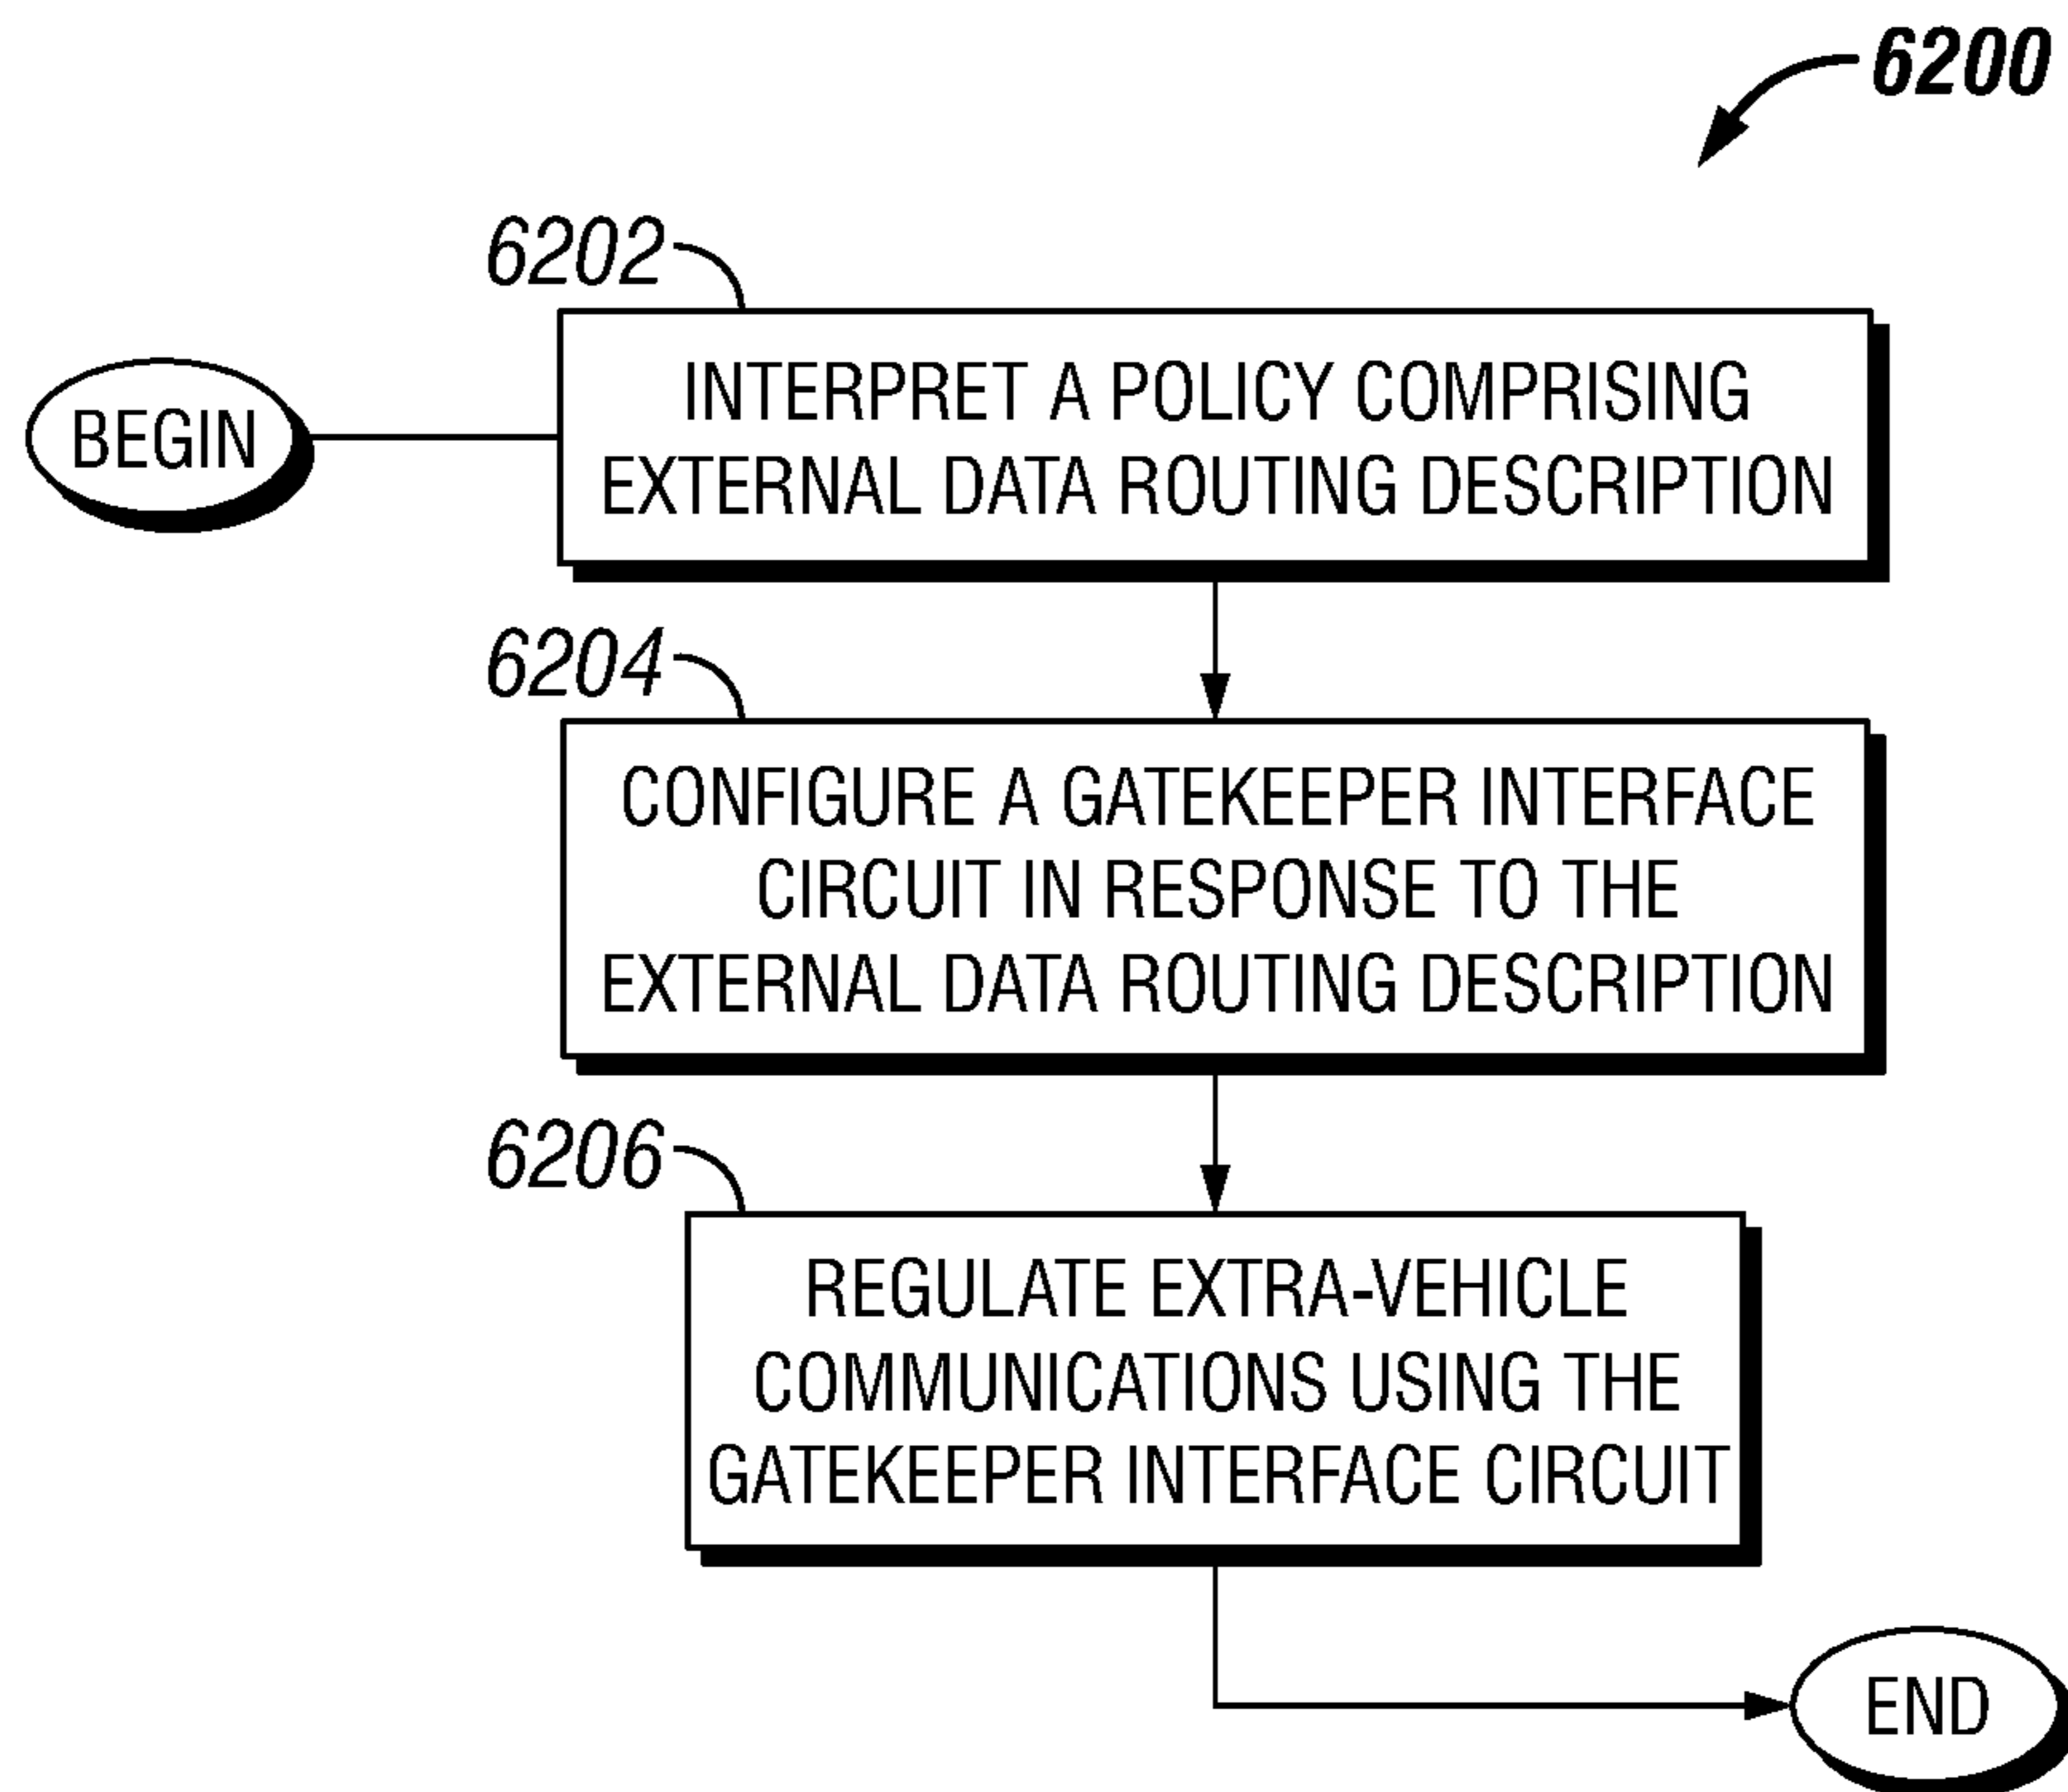 6200
6202
BEGIN
INTERPRET A POLICY COMPRISING
EXTERNAL DATA ROUTING DESCRIPTION
6204
CONFIGURE A GATEKEEPER INTERFACE
CIRCUIT IN RESPONSE TO THE
EXTERNAL DATA ROUTING DESCRIPTION
6206
REGULATE EXTRA-VEHICLE
COMMUNICATIONS USING THE
GATEKEEPER INTERFACE CIRCUIT
END